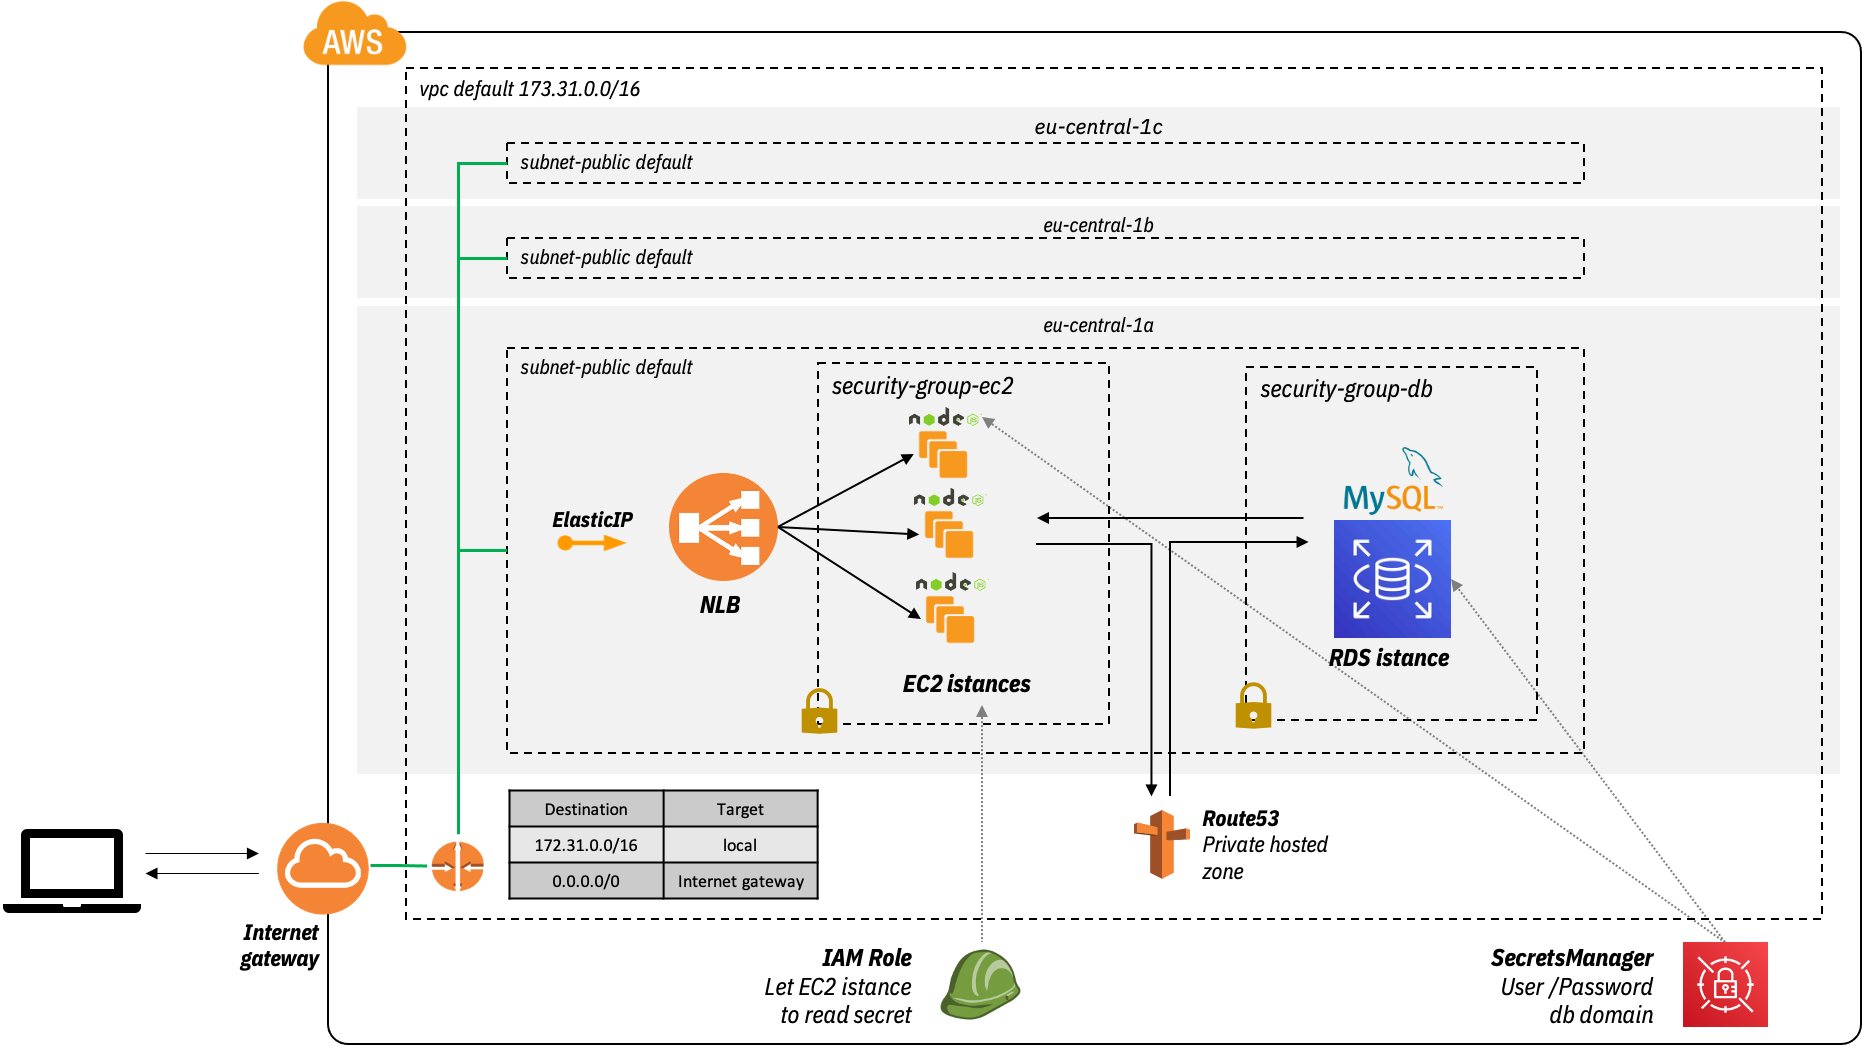 AWS
vpc default 173.31.0.0/16
eu-central-1c
subnet-public default
eu-central-1b
subnet-public default
eu-central-1a
subnet-public default
security-group-ec2
security-group-db
node
node
node
MySQL
ElasticIP
NLB
RDS istance
EC2 istances
Destination Target
172.31.0.0/16 local
0.0.0.0/0 Internet gateway
Route53
Private hosted
zone
Internet
gateway
IAM Role
Let EC2 istance
to read secret
SecretsManager
User /Password
db domain